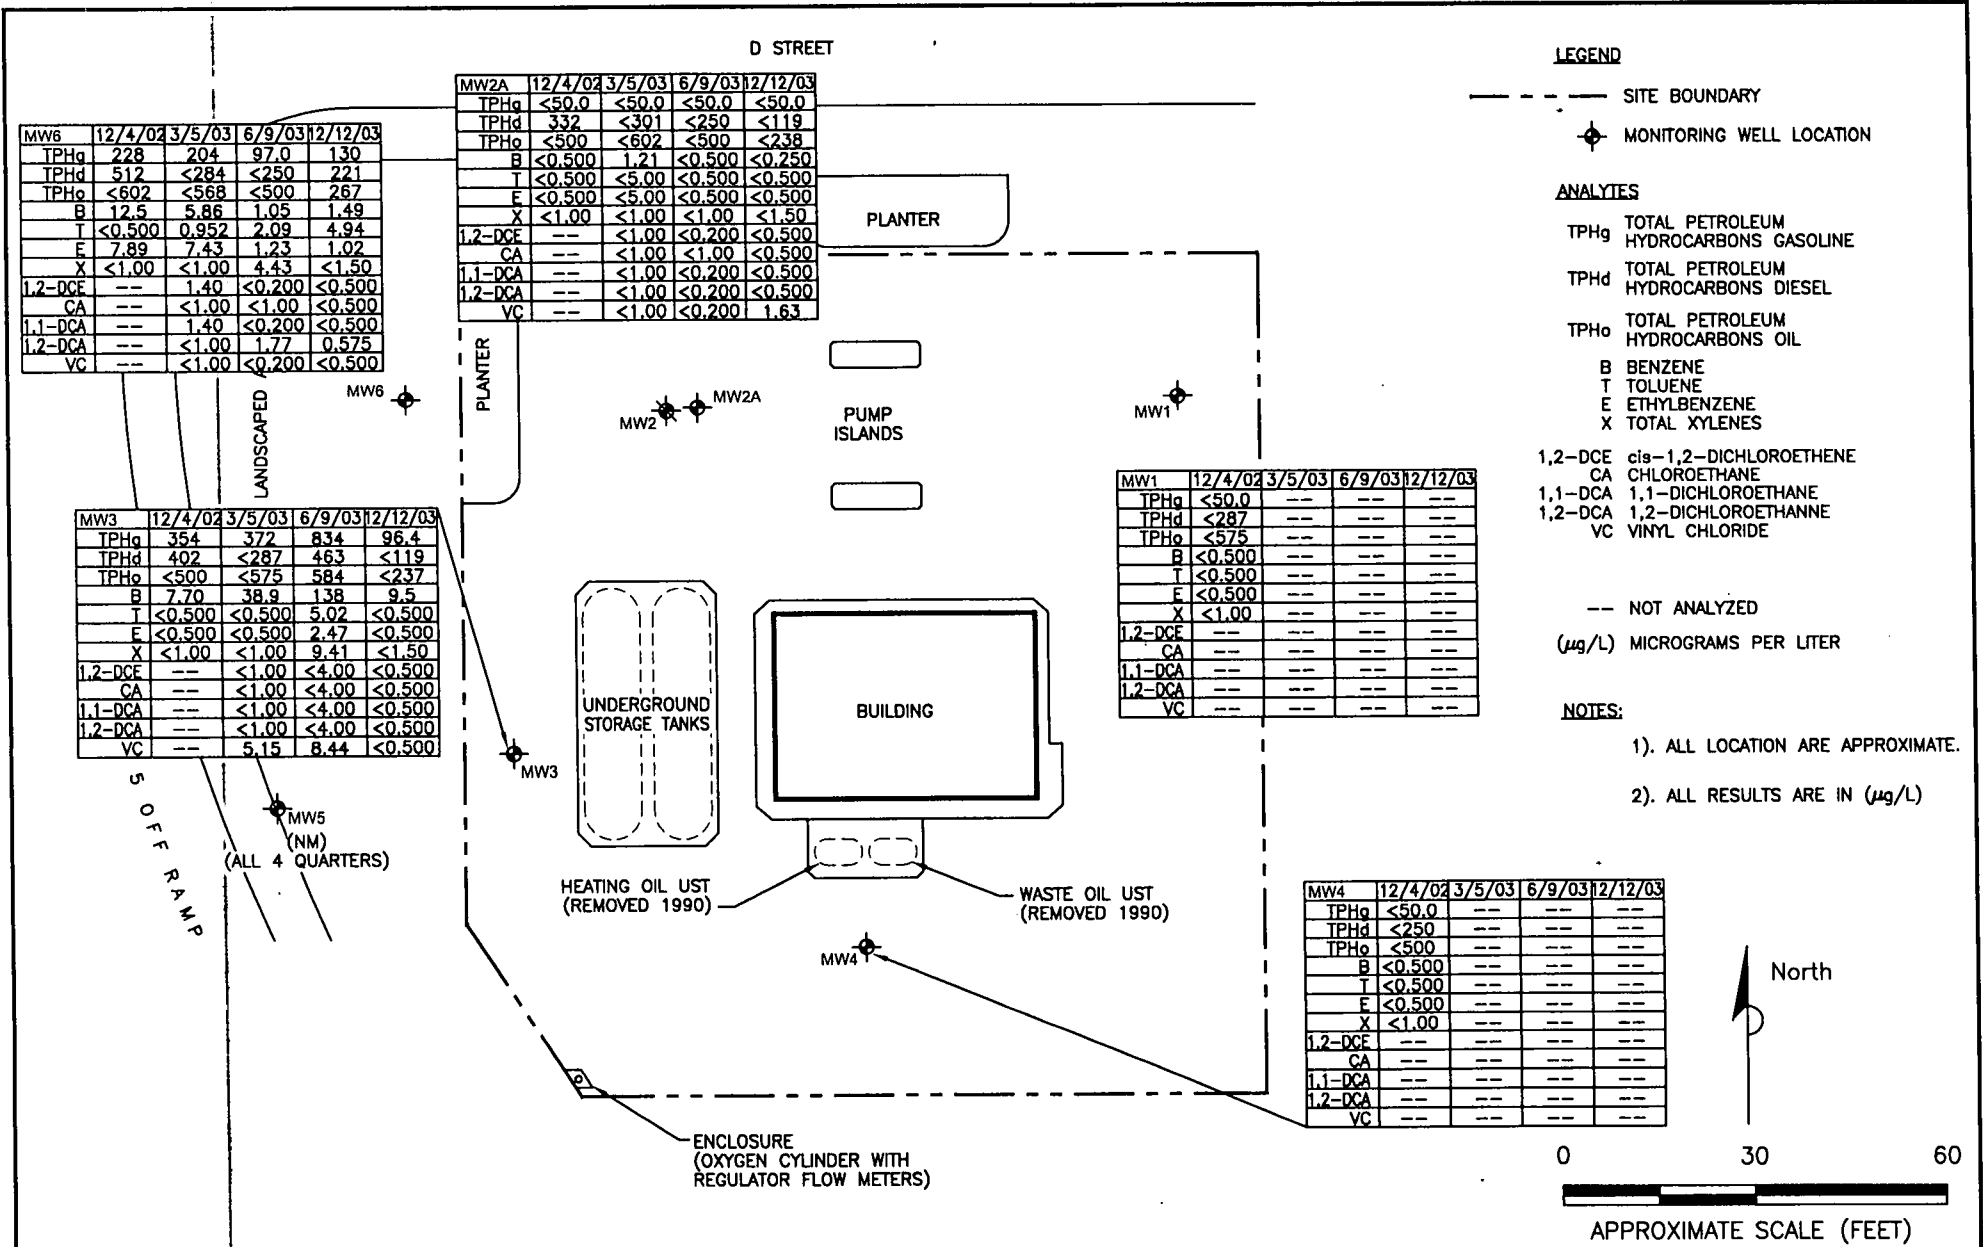 D STREET
MW2A 12/4/02 3/5/03 6/9/03 12/12/03
TPHg <50.0 <50.0 <50.0 <50.0
TPHd 332 <301 <250 <119
TPHo <500 <602 <500 <238
B <0.500 1.21 <0.500 <0.250
T <0.500 <5.00 <0.500 <0.500
E <0.500 <5.00 <0.500 <0.500
X <1.00 <1.00 <1.00 <1.50
1,2-DCE -- <1.00 <0.200 <0.500
CA -- <1.00 <1.00 <0.500
1,1-DCA -- <1.00 <0.200 <0.500
1,2-DCA -- <1.00 <0.200 <0.500
VC -- <1.00 <0.200 1.63
MW6 12/4/02 3/5/03 6/9/03 12/12/03
TPHg 228 204 97.0 130
TPHd 512 <284 <250 221
TPHo <602 <568 <500 267
B 12.5 5.86 1.05 1.49
T <0.500 0.952 2.09 4.94
E 7.89 7.43 1.23 1.02
X <1.00 <1.00 4.43 <1.50
1,2-DCE -- 1.40 <0.200 <0.500
CA -- <1.00 <1.00 <0.500
1,1-DCA -- 1.40 <0.200 <0.500
1,2-DCA -- <1.00 1.77 0.575
VC -- <1.00 <0.200 <0.500
PLANTER
PLANTER
LANDSCAPED
MW6
MW2
MW2A
PUMP
ISLANDS
MW1
MW3 12/4/02 3/5/03 6/9/03 12/12/03
TPHg 354 372 834 96.4
TPHd 402 <287 463 <119
TPHo <500 <575 584 <237
B 7.70 38.9 138 9.5
T <0.500 <0.500 5.02 <0.500
E <0.500 <0.500 2.47 <0.500
X <1.00 <1.00 9.41 <1.50
1,2-DCE -- <1.00 <4.00 <0.500
CA -- <1.00 <4.00 <0.500
1,1-DCA -- <1.00 <4.00 <0.500
1,2-DCA -- <1.00 <4.00 <0.500
VC -- 5.15 8.44 <0.500
MW1 12/4/02 3/5/03 6/9/03 12/12/03
TPHg <50.0 -- -- --
TPHd <287 -- -- --
TPHo <575 -- -- --
B <0.500 -- -- --
T <0.500 -- -- --
E <0.500 -- -- --
X <1.00 -- -- --
1,2-DCE -- -- -- --
CA -- -- -- --
1,1-DCA -- -- -- --
1,2-DCA -- -- -- --
VC -- -- -- --
UNDERGROUND
STORAGE TANKS
BUILDING
MW3
5 OFF RAMP
MW5
(NM)
(ALL 4 QUARTERS)
HEATING OIL UST
(REMOVED 1990)
WASTE OIL UST
(REMOVED 1990)
MW4
MW4 12/4/02 3/5/03 6/9/03 12/12/03
TPHg <50.0 -- -- --
TPHd <250 -- -- --
TPHo <500 -- -- --
B <0.500 -- -- --
T <0.500 -- -- --
E <0.500 -- -- --
X <1.00 -- -- --
1,2-DCE -- -- -- --
CA -- -- -- --
1,1-DCA -- -- -- --
1,2-DCA -- -- -- --
VC -- -- -- --
ENCLOSURE
(OXYGEN CYLINDER WITH
REGULATOR FLOW METERS)
LEGEND
SITE BOUNDARY
MONITORING WELL LOCATION
ANALYTES
TPHg TOTAL PETROLEUM
HYDROCARBONS GASOLINE
TPHd TOTAL PETROLEUM
HYDROCARBONS DIESEL
TPHo TOTAL PETROLEUM
HYDROCARBONS OIL
B BENZENE
T TOLUENE
E ETHYLBENZENE
X TOTAL XYLENES
1,2-DCE cis-1,2-DICHLOROETHENE
CA CHLOROETHANE
1,1-DCA 1,1-DICHLOROETHANE
1,2-DCA 1,2-DICHLOROETHANNE
VC VINYL CHLORIDE
-- NOT ANALYZED
(µg/L) MICROGRAMS PER LITER
NOTES:
1). ALL LOCATION ARE APPROXIMATE.
2). ALL RESULTS ARE IN (µg/L)
North
0 30 60
APPROXIMATE SCALE (FEET)